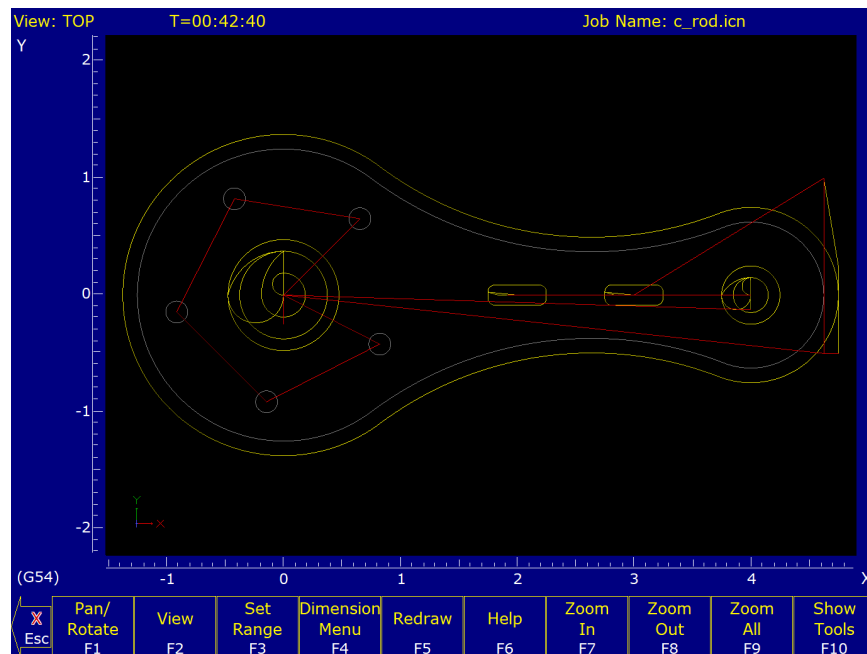 View: TOP T=00:42:40 Job Name: c_rod.icn
Y
2
1
0
-1
-2
Y
X
(G54) -1 0 1 2 3 4 X
X Esc
Pan/ Rotate F1
View F2
Set Range F3
Dimension Menu F4
Redraw F5
Help F6
Zoom In F7
Zoom Out F8
Zoom All F9
Show Tools F10